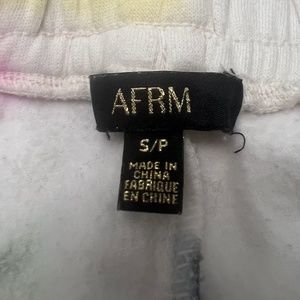 AFRM
S/P
MADE IN
CHINA
FABRIQUE
EN CHINE